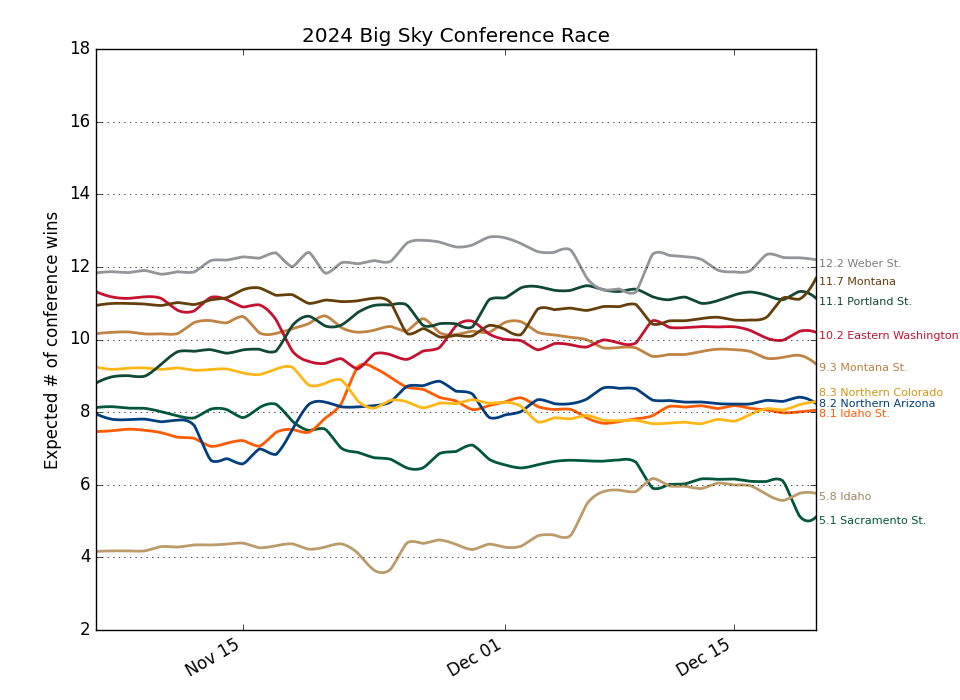 2024 Big Sky Conference Race
Expected # of conference wins
18
16
14
12
10
8
6
4
2
Nov 15
Dec 01
Dec 15
12.2 Weber St.
11.7 Montana
11.1 Portland St.
10.2 Eastern Washington
9.3 Montana St.
8.3 Northern Colorado
8.2 Northern Arizona
8.1 Idaho St.
5.8 Idaho
5.1 Sacramento St.